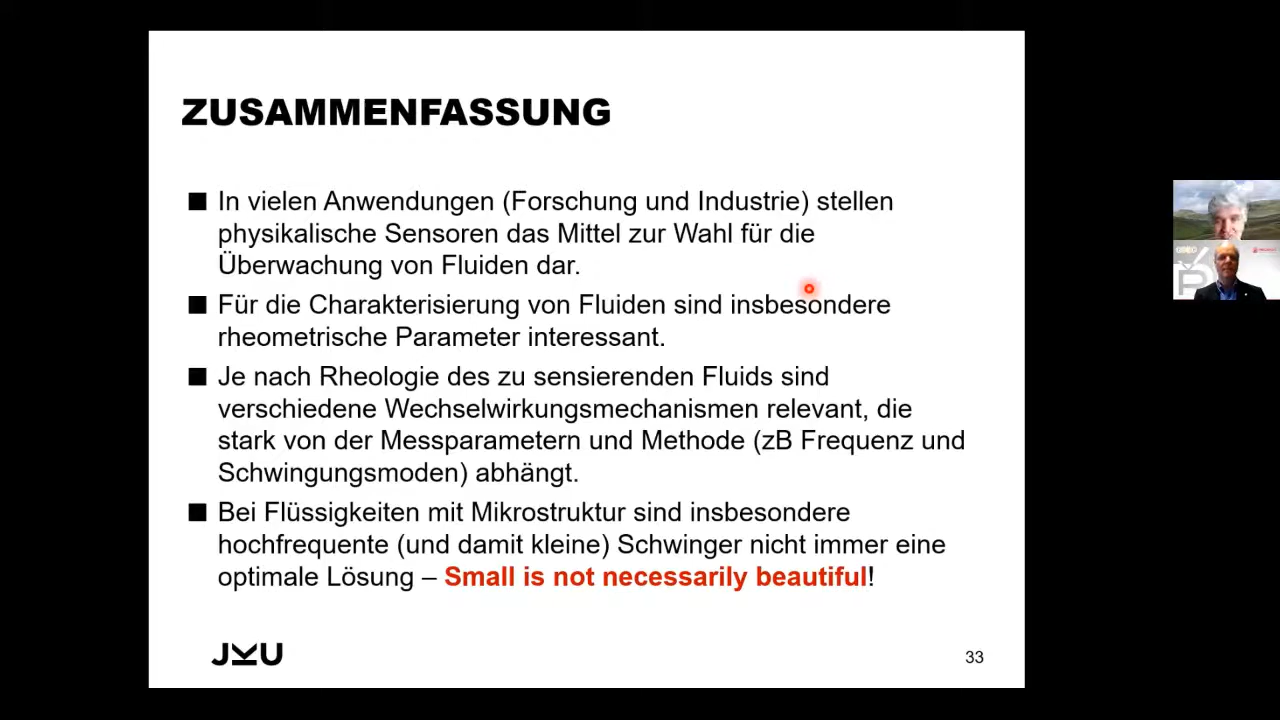 ZUSAMMENFASSUNG
■ In vielen Anwendungen (Forschung und Industrie) stellen
physikalische Sensoren das Mittel zur Wahl für die
Überwachung von Fluiden dar.
■ Für die Charakterisierung von Fluiden sind insbesondere
rheometrische Parameter interessant.
■ Je nach Rheologie des zu sensierenden Fluids sind
verschiedene Wechselwirkungsmechanismen relevant, die
stark von der Messparametern und Methode (zB Frequenz und
Schwingungsmoden) abhängt.
■ Bei Flüssigkeiten mit Mikrostruktur sind insbesondere
hochfrequente (und damit kleine) Schwinger nicht immer eine
optimale Lösung – Small is not necessarily beautiful!
JKU
33